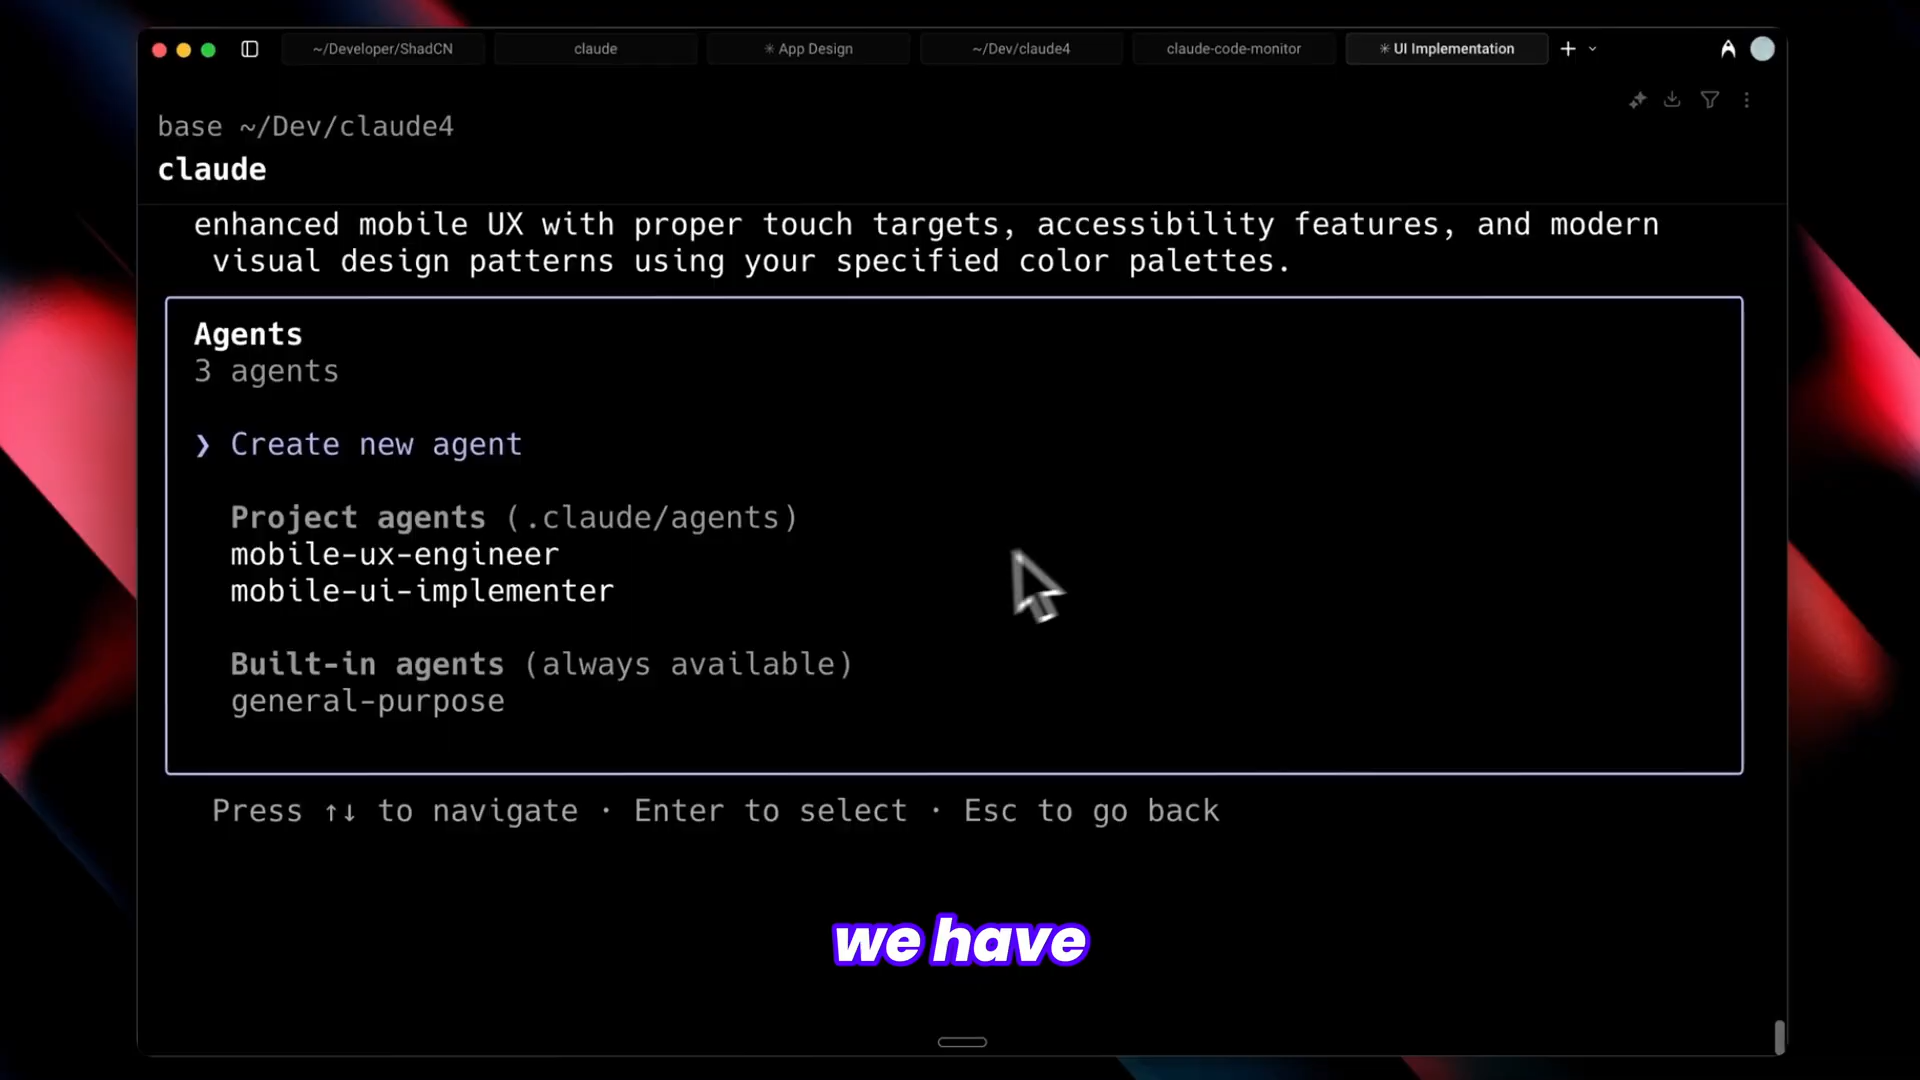 ~/Developer/ShadCN
claude
✳ App Design
~/Dev/claude4
claude-code-monitor
✳ UI Implementation
base ~/Dev/claude4
claude
enhanced mobile UX with proper touch targets, accessibility features, and modern
visual design patterns using your specified color palettes.
Agents
3 agents
❯ Create new agent
Project agents (.claude/agents)
mobile-ux-engineer
mobile-ui-implementer
Built-in agents (always available)
general-purpose
Press ↑↓ to navigate · Enter to select · Esc to go back
we have